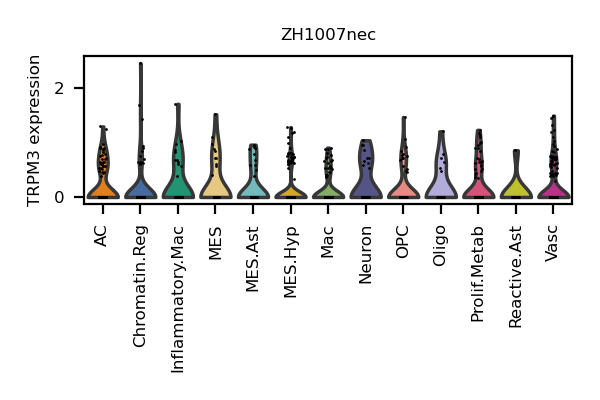 ZH1007nec
TRPM3 expression
2
0
AC
Chromatin.Reg
Inflammatory.Mac
MES
MES.Ast
MES.Hyp
Mac
Neuron
OPC
Oligo
Prolif.Metab
Reactive.Ast
Vasc